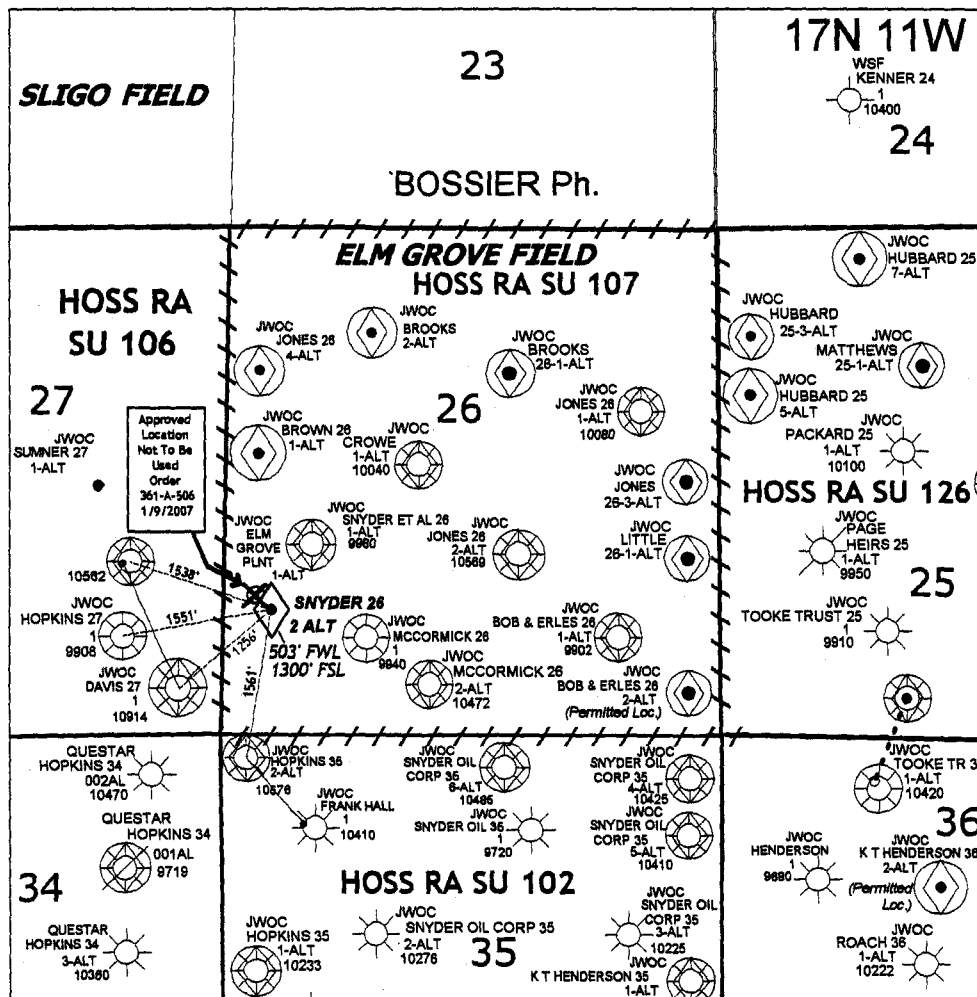 17N 11W
23
SLIGO FIELD
WSF
KENNER 24
1
10400
24
BOSSIER Ph.
ELM GROVE FIELD
HOSS RA SU 107
JWOC
HUBBARD 25
7-ALT
HOSS RA
SU 106
JWOC
JONES 26
4-ALT
JWOC
BROOKS
2-ALT
JWOC
BROOKS
26-1-ALT
JWOC
HUBBARD
25-3-ALT
JWOC
MATTHEWS
25-1-ALT
JWOC
HUBBARD 25
5-ALT
27
26
JWOC
JONES 26
1-ALT
10080
Approved
Location
Not To Be
Used
Order
361-A-506
1/9/2007
JWOC
SUMNER 27
1-ALT
JWOC
BROWN 26
1-ALT
JWOC
CROWE
1-ALT
10040
PACKARD 25
1-ALT
10100
JWOC
JONES
26-3-ALT
HOSS RA SU 126
JWOC
ELM
GROVE
PLNT
1-ALT
JWOC
SNYDER ET AL 26
1-ALT
9980
JWOC
JONES 26
2-ALT
10569
JWOC
LITTLE
26-1-ALT
JWOC
PAGE
HEIRS 25
1-ALT
9950
25
10562
1538'
1551'
1256'
1561'
SNYDER 26
2 ALT
503' FWL
1300' FSL
JWOC
HOPKINS 27
1
9908
JWOC
MCCORMICK 26
1
9940
JWOC
BOB & ERLES 26
1-ALT
9902
JWOC
TOOKE TRUST 25
1
9910
JWOC
DAVIS 27
1
10914
JWOC
MCCORMICK 26
2-ALT
10472
JWOC
BOB & ERLES 26
2-ALT
(Permitted Loc.)
QUESTAR
HOPKINS 34
002AL
10470
JWOC
HOPKINS 35
2-ALT
10576
JWOC
SNYDER OIL
CORP 35
6-ALT
10485
JWOC
SNYDER OIL
CORP 35
4-ALT
10425
JWOC
TOOKE TR 3
1-ALT
10420
JWOC
FRANK HALL
1
10410
JWOC
SNYDER OIL 35
1
9720
JWOC
SNYDER OIL
CORP 35
5-ALT
10410
36
QUESTAR
HOPKINS 34
001AL
9719
34
HOSS RA SU 102
JWOC
HENDERSON
1
9680
JWOC
K T HENDERSON 36
2-ALT
(Permitted
Loc.)
QUESTAR
HOPKINS 34
3-ALT
10360
JWOC
HOPKINS 35
1-ALT
10233
JWOC
SNYDER OIL CORP 35
2-ALT
10276
35
JWOC
SNYDER OIL
CORP 35
3-ALT
10225
JWOC
K T HENDERSON 35
1-ALT
JWOC
ROACH 36
1-ALT
10222